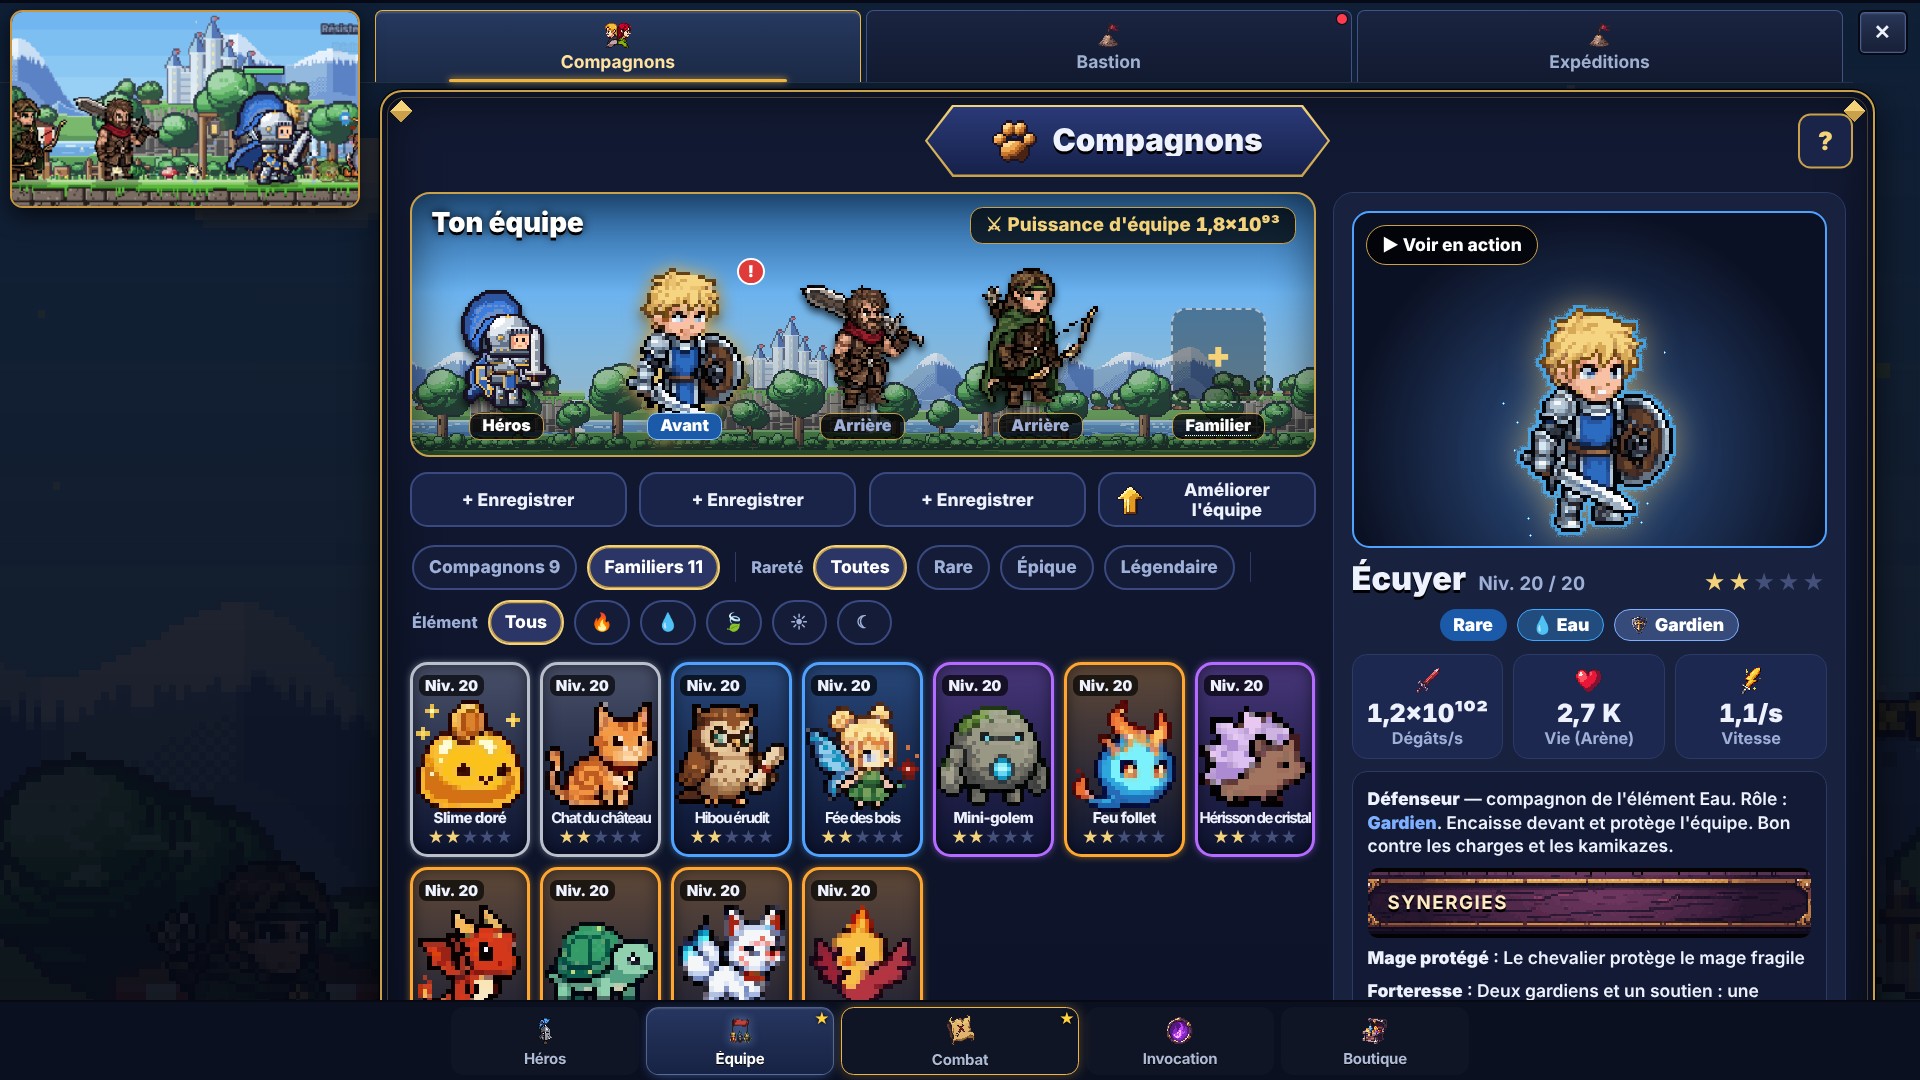 Compagnons
Bastion
Expéditions
✕
Compagnons
?
Ton équipe
⚔ Puissance d'équipe 1,8×10⁹³
!
Héros
Avant
Arrière
Arrière
Familier
+ Enregistrer
+ Enregistrer
+ Enregistrer
Améliorer
l'équipe
Compagnons 9
Familiers 11
Rareté
Toutes
Rare
Épique
Légendaire
Élément
Tous
Niv. 20
Niv. 20
Niv. 20
Niv. 20
Niv. 20
Niv. 20
Niv. 20
Slime doré
Chat du château
Hibou érudit
Fée des bois
Mini-golem
Feu follet
Hérisson de cristal
Niv. 20
Niv. 20
Niv. 20
Niv. 20
▶ Voir en action
Écuyer Niv. 20 / 20
Rare
Eau
Gardien
1,2×10¹⁰²
Dégâts/s
2,7 K
Vie (Arène)
1,1/s
Vitesse
Défenseur — compagnon de l'élément Eau. Rôle :
Gardien. Encaisse devant et protège l'équipe. Bon
contre les charges et les kamikazes.
SYNERGIES
Mage protégé : Le chevalier protège le mage fragile
Forteresse : Deux gardiens et un soutien : une
Héros
Équipe
Combat
Invocation
Boutique